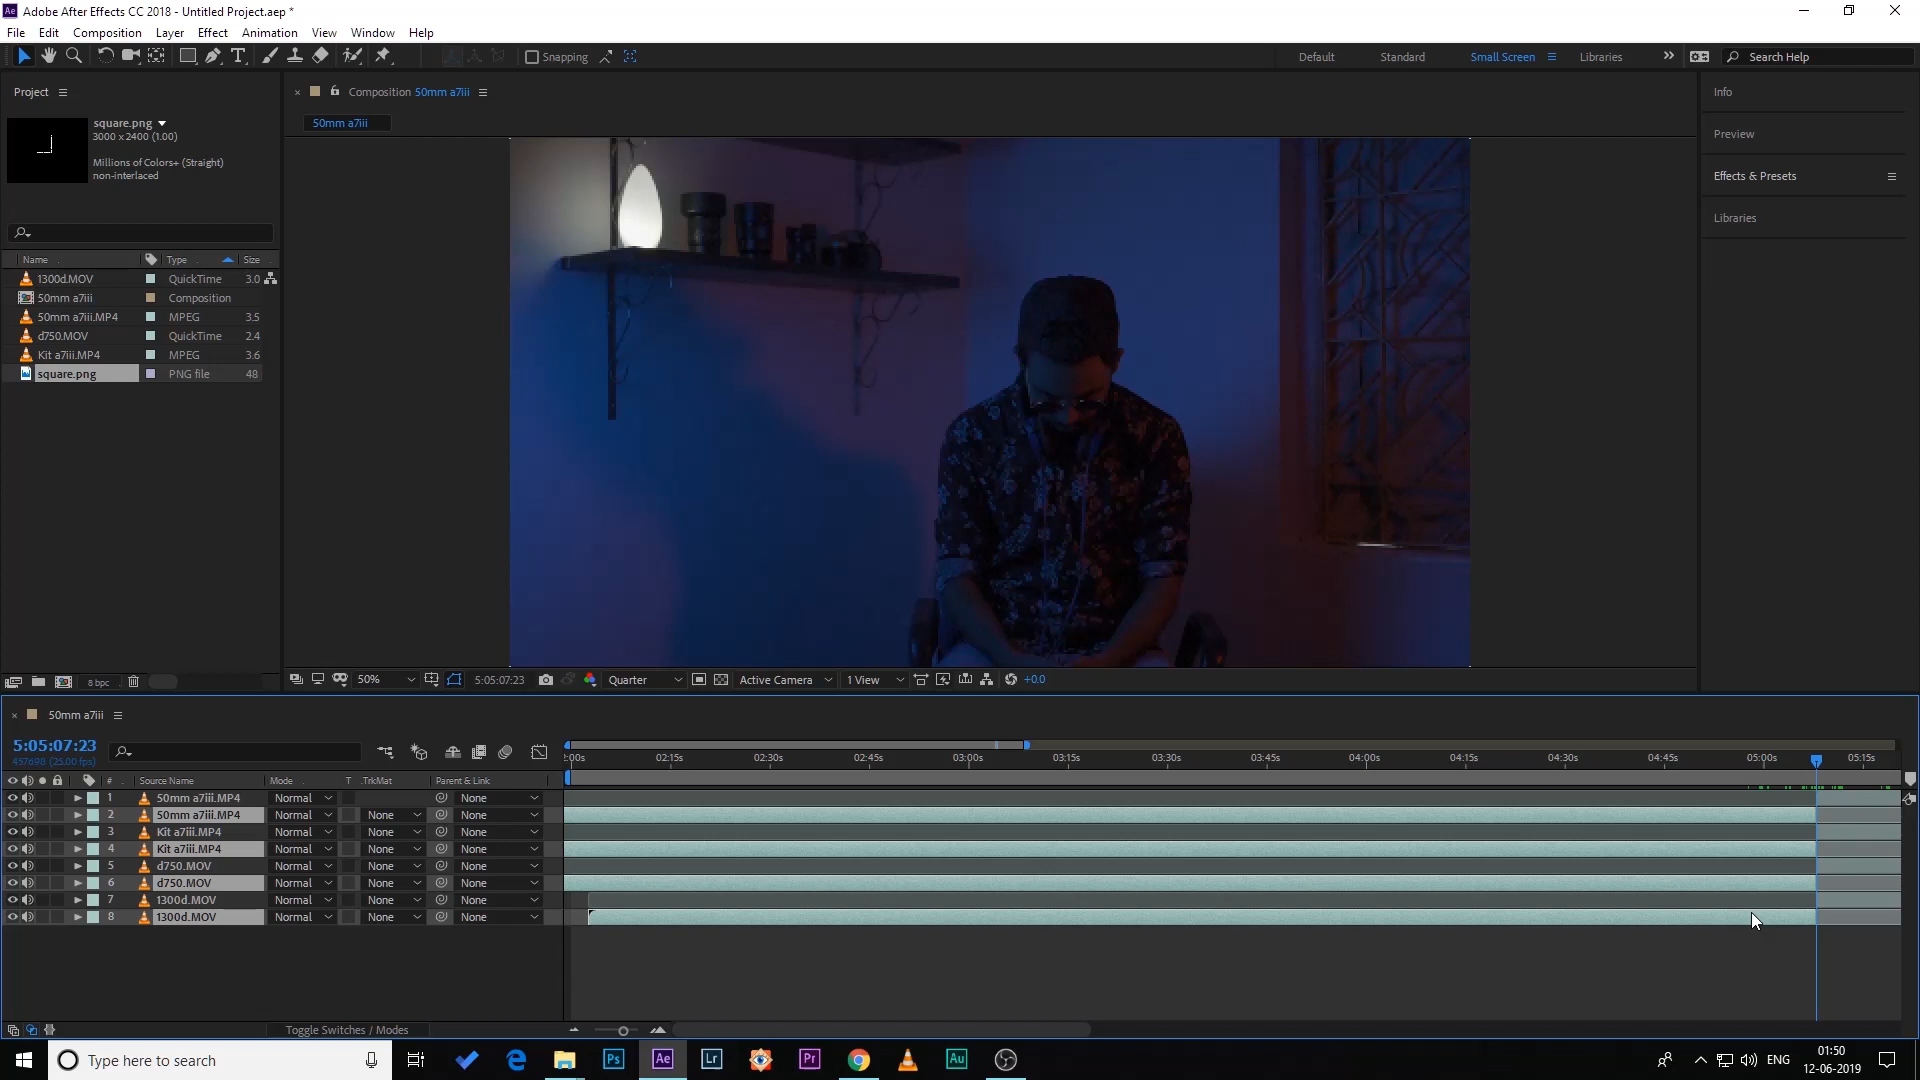 Adobe After Effects CC 2018 - Untitled Project.aep *
File Edit Composition Layer Effect Animation View Window Help
Snapping Default Standard Small Screen Libraries Search Help
Project
square.png
3000 x 2400 (1.00)
Millions of Colors+ (Straight)
non-interlaced
Composition 50mm a7iii
50mm a7iii
Info
Preview
Effects & Presets
Libraries
Name Type Size
1300d.MOV QuickTime 3.0
50mm a7iii Composition
50mm a7iii.MP4 MPEG 3.5
d750.MOV QuickTime 2.4
Kit a7iii.MP4 MPEG 3.6
square.png PNG file 48
8 bpc
50% 5:05:07:23 Quarter Active Camera 1 View +0.0
50mm a7iii
5:05:07:23
457698 (25.00 fps)
:00s 02:15s 02:30s 02:45s 03:00s 03:15s 03:30s 03:45s 04:00s 04:15s 04:30s 04:45s 05:00s 05:15s
# Source Name Mode T .TrkMat Parent & Link
1 50mm a7iii.MP4 Normal None
2 50mm a7iii.MP4 Normal None None
3 Kit a7iii.MP4 Normal None None
4 Kit a7iii.MP4 Normal None None
5 d750.MOV Normal None None
6 d750.MOV Normal None None
7 1300d.MOV Normal None None
8 1300d.MOV Normal None None
Toggle Switches / Modes
Type here to search
Ps Ae Lr Pr Au
ENG
01:50
12-06-2019